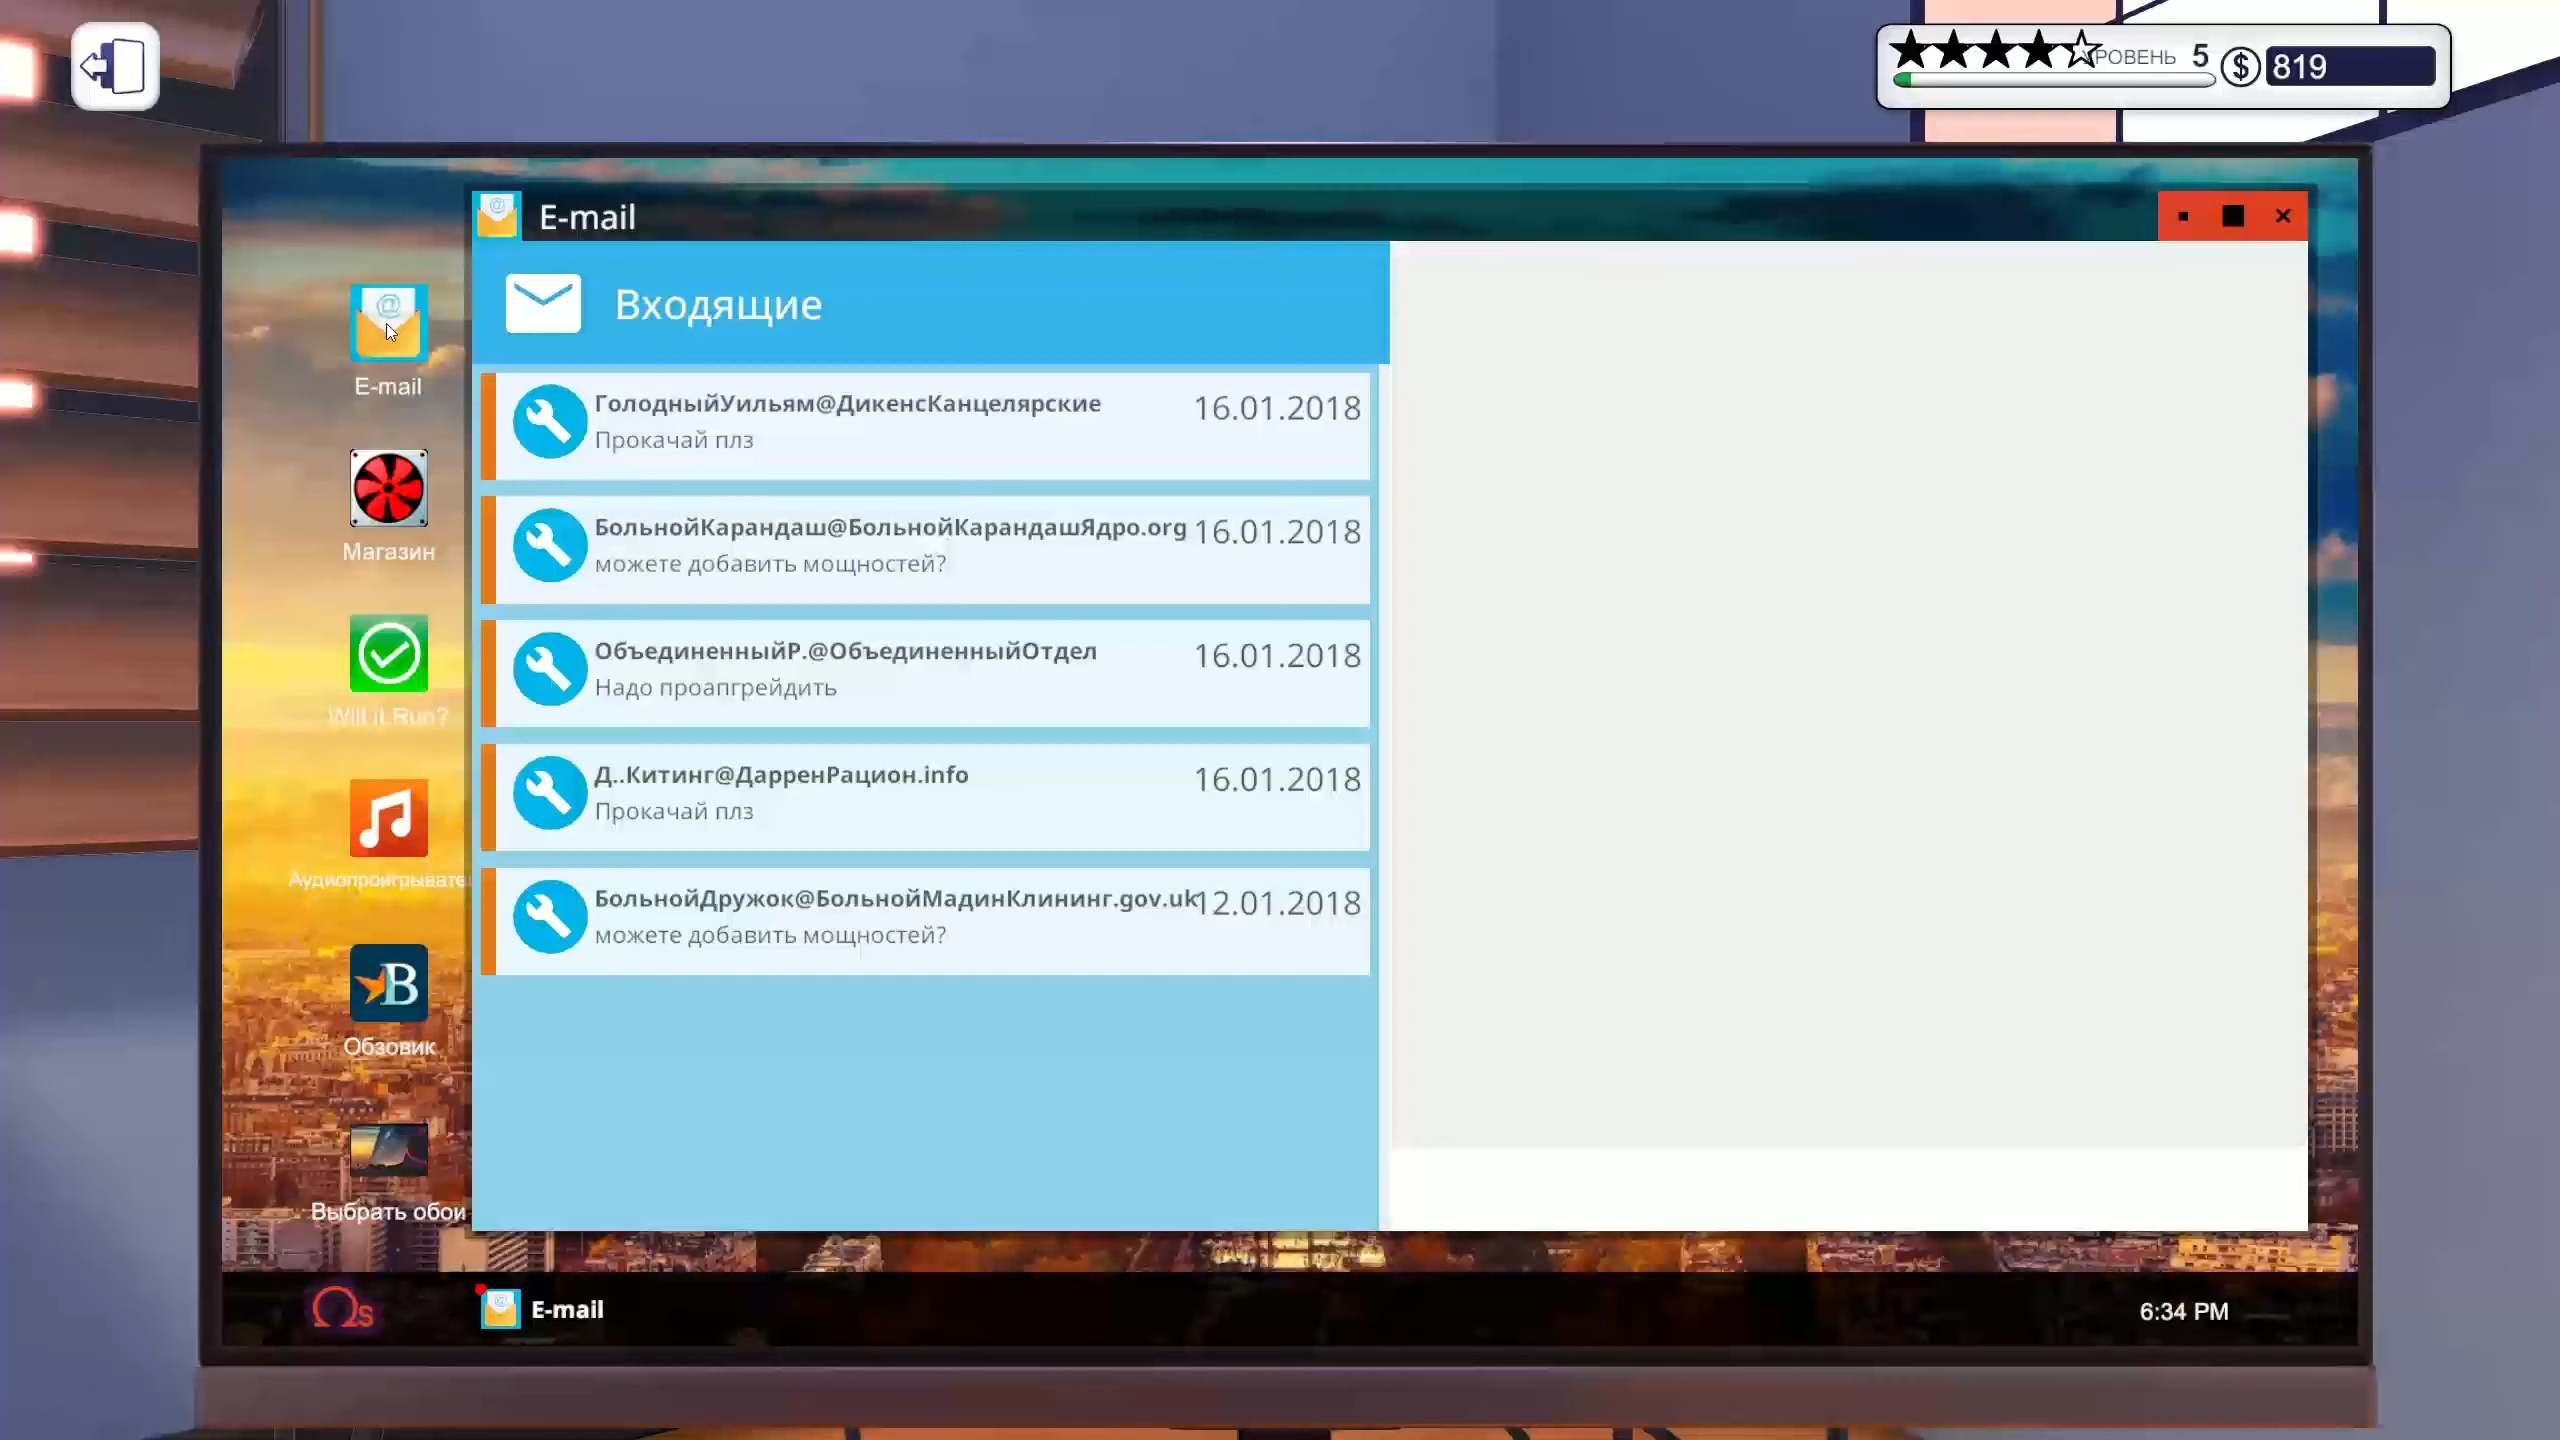 УРОВЕНЬ 5
$ 819
E-mail
Входящие
E-mail
Магазин
Will it Run?
Аудиопроигрывате
Обзовик
Выбрать обои
ГолодныйУильям@ДикенсКанцелярские 16.01.2018
Прокачай плз
БольнойКарандаш@БольнойКарандашЯдро.org 16.01.2018
можете добавить мощностей?
ОбъединенныйР.@ОбъединенныйОтдел 16.01.2018
Надо проапгрейдить
Д..Китинг@ДарренРацион.info 16.01.2018
Прокачай плз
БольнойДружок@БольнойМадинКлининг.gov.uk 12.01.2018
можете добавить мощностей?
E-mail
6:34 PM